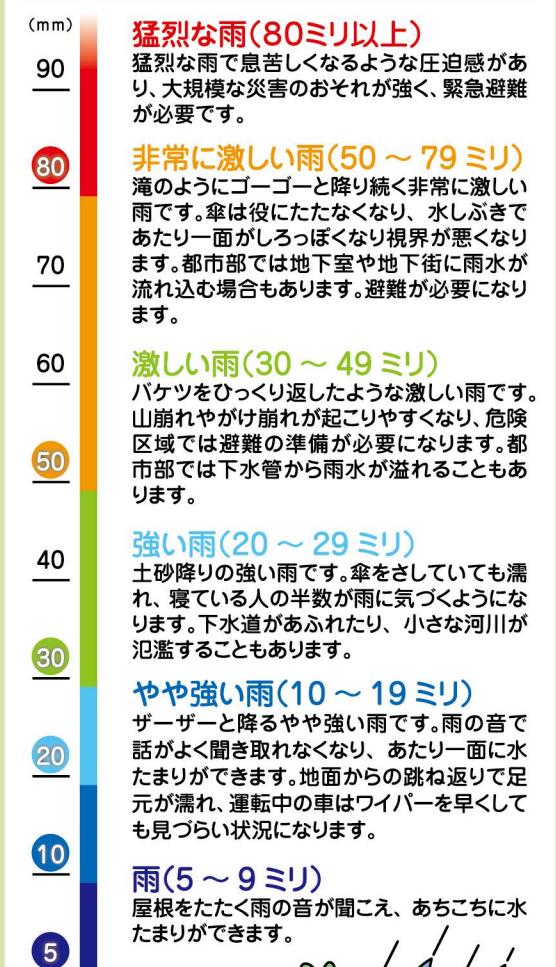 (mm)
猛烈な雨(80ミリ以上)
90
猛烈な雨で息苦しくなるような圧迫感があ
り、大規模な災害のおそれが強く、緊急避難
が必要です。
80
非常に激しい雨(50 ～ 79 ミリ)
滝のようにゴーゴーと降り続く非常に激しい
雨です。傘は役にたたなくなり、水しぶきで
あたり一面がしろっぽくなり視界が悪くなり
70
ます。都市部では地下室や地下街に雨水が
流れ込む場合もあります。避難が必要になり
ます。
60
激しい雨(30 ～ 49 ミリ)
バケツをひっくり返したような激しい雨です。
山崩れやがけ崩れが起こりやすくなり、危険
区域では避難の準備が必要になります。都
50
市部では下水管から雨水が溢れることもあ
ります。
強い雨(20 ～ 29 ミリ)
40
土砂降りの強い雨です。傘をさしていても濡
れ、寝ている人の半数が雨に気づくようにな
ります。下水道があふれたり、小さな河川が
氾濫することもあります。
30
やや強い雨(10 ～ 19 ミリ)
ザーザーと降るやや強い雨です。雨の音で
20
話がよく聞き取れなくなり、あたり一面に水
たまりができます。地面からの跳ね返りで足
元が濡れ、運転中の車はワイパーを早くして
も見づらい状況になります。
10
雨(5 ～ 9 ミリ)
屋根をたたく雨の音が聞こえ、あちこちに水
たまりができます。
5